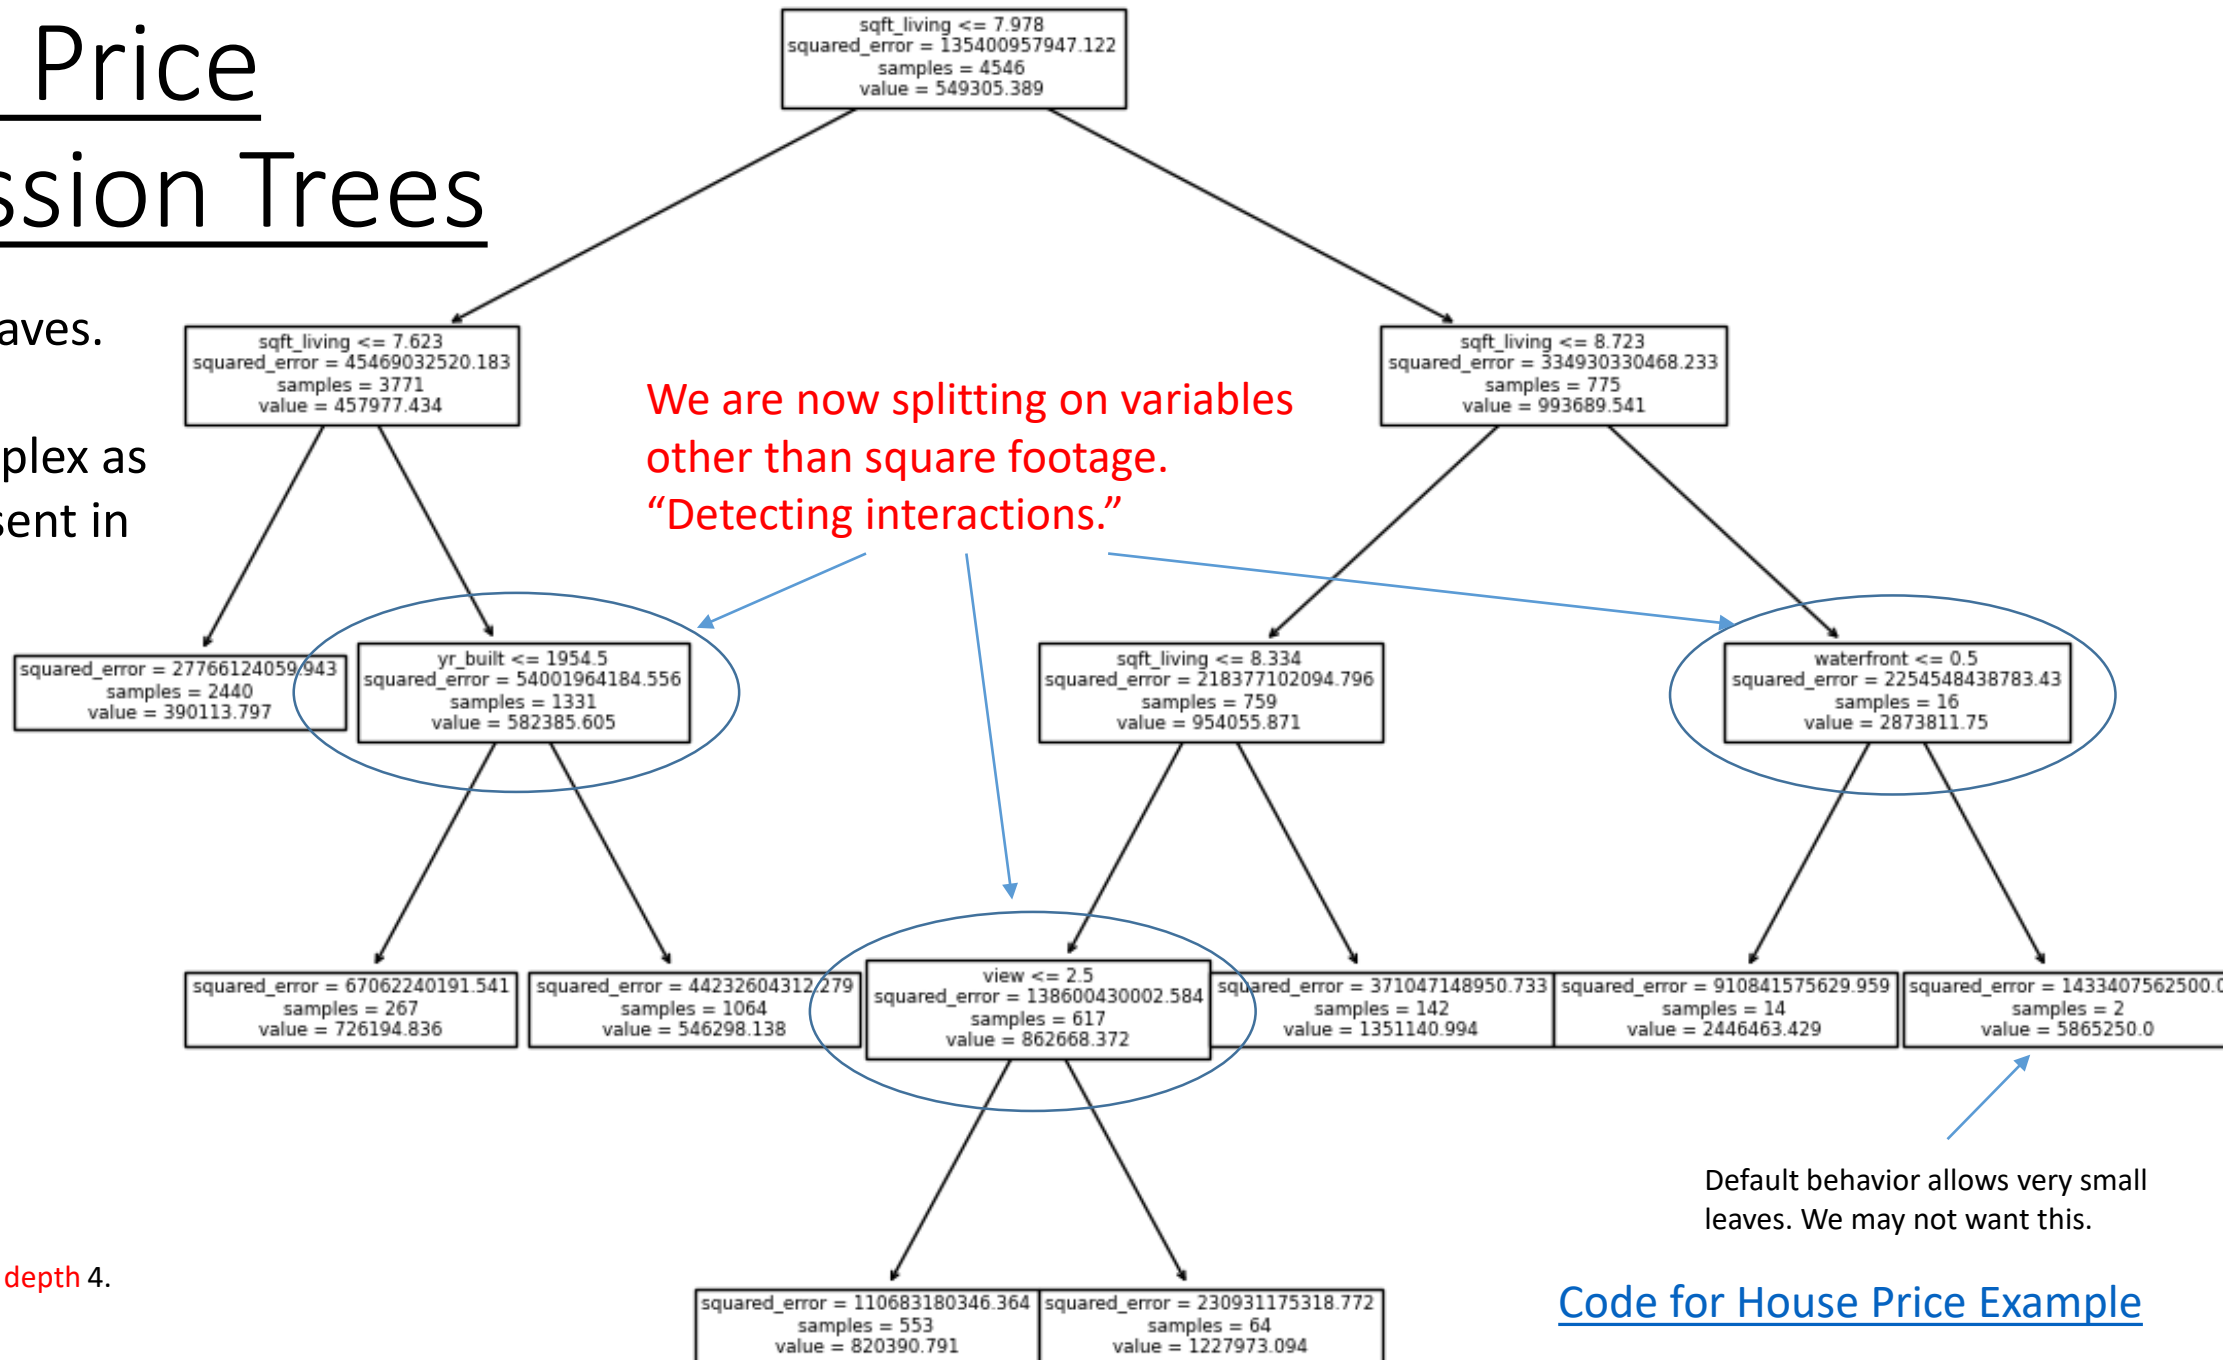 Price
ssion Trees
aves.
plex as
sent in
depth 4.
sqft_living <= 7.978
squared_error = 135400957947.122
samples = 4546
value = 549305.389
sqft_living <= 7.623
squared_error = 45469032520.183
samples = 3771
value = 457977.434
sqft_living <= 8.723
squared_error = 334930330468.233
samples = 775
value = 993689.541
We are now splitting on variables
other than square footage.
“Detecting interactions.”
squared_error = 27766124059.943
samples = 2440
value = 390113.797
yr_built <= 1954.5
squared_error = 54001964184.556
samples = 1331
value = 582385.605
sqft_living <= 8.334
squared_error = 218377102094.796
samples = 759
value = 954055.871
waterfront <= 0.5
squared_error = 2254548438783.43
samples = 16
value = 2873811.75
squared_error = 67062240191.541
samples = 267
value = 726194.836
squared_error = 44232604312.279
samples = 1064
value = 546298.138
view <= 2.5
squared_error = 138600430002.584
samples = 617
value = 862668.372
squared_error = 371047148950.733
samples = 142
value = 1351140.994
squared_error = 910841575629.959
samples = 14
value = 2446463.429
squared_error = 1433407562500.0
samples = 2
value = 5865250.0
squared_error = 110683180346.364
samples = 553
value = 820390.791
squared_error = 230931175318.772
samples = 64
value = 1227973.094
Default behavior allows very small
leaves. We may not want this.
Code for House Price Example